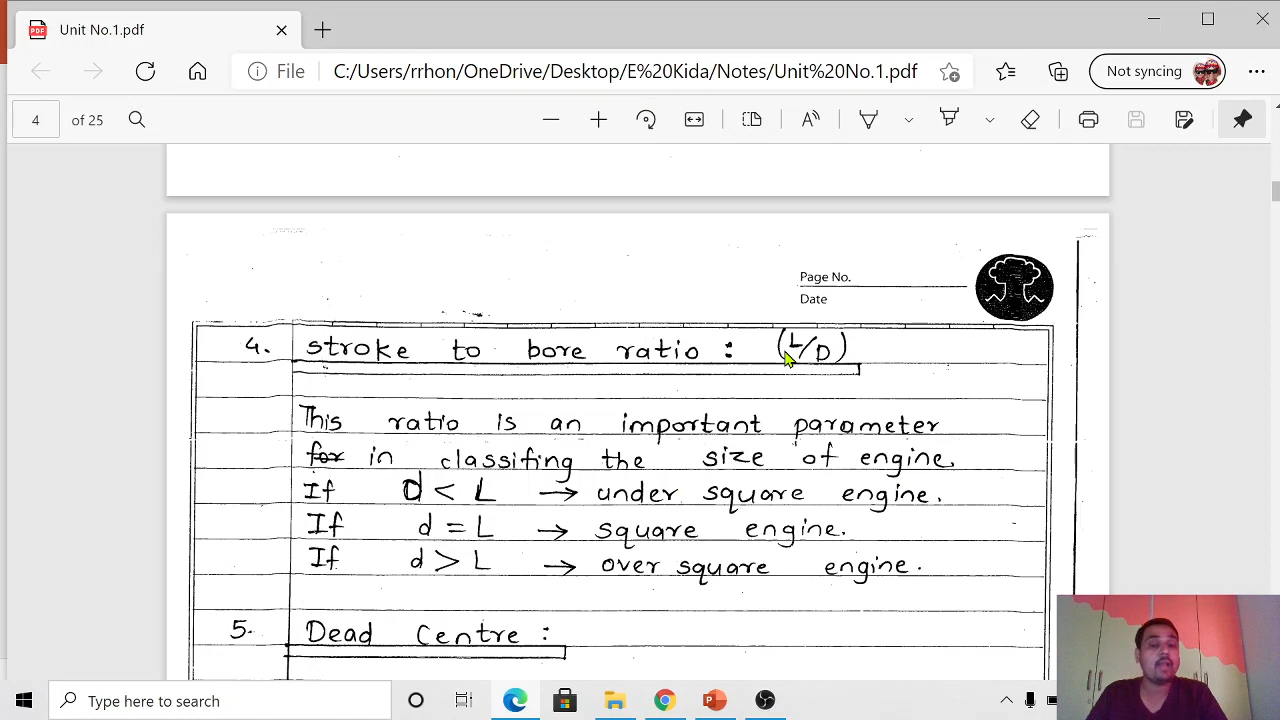 Unit No.1.pdf
File C:/Users/rrhon/OneDrive/Desktop/E%20Kida/Notes/Unit%20No.1.pdf
Not syncing
4 of 25
Page No.
Date
4. stroke to bore ratio : (L/D)
This ratio is an important parameter
for in classifing the size of engine.
If d < L → under square engine.
If d = L → square engine.
If d > L → over square engine.
5. Dead Centre :
Type here to search